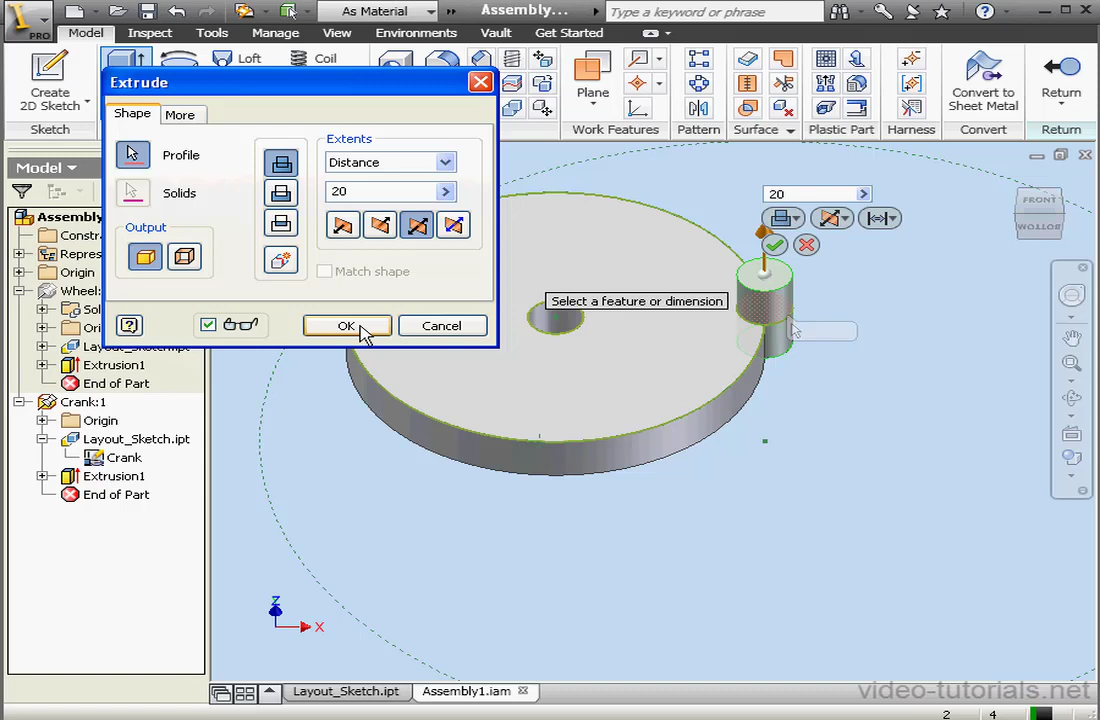 As Material
Assembly...
Type a keyword or phrase
PRO
Model
Inspect
Tools
Manage
View
Environments
Vault
Get Started
Create
2D Sketch
Loft
Coil
Plane
Convert to
Sheet Metal
Return
Sketch
Work Features
Pattern
Surface
Plastic Part
Harness
Convert
Return
Extrude
Shape
More
Profile
Solids
Output
Extents
Distance
20
Match shape
OK
Cancel
Model
Assembly
Constra
Repres
Origin
Wheel:
Sol
Ori
Layout_Sketch.ipt
Extrusion1
End of Part
Crank:1
Origin
Layout_Sketch.ipt
Crank
Extrusion1
End of Part
20
Select a feature or dimension
FRONT
BOTTOM
Z
X
Layout_Sketch.ipt
Assembly1.iam
video-tutorials.net
2
4